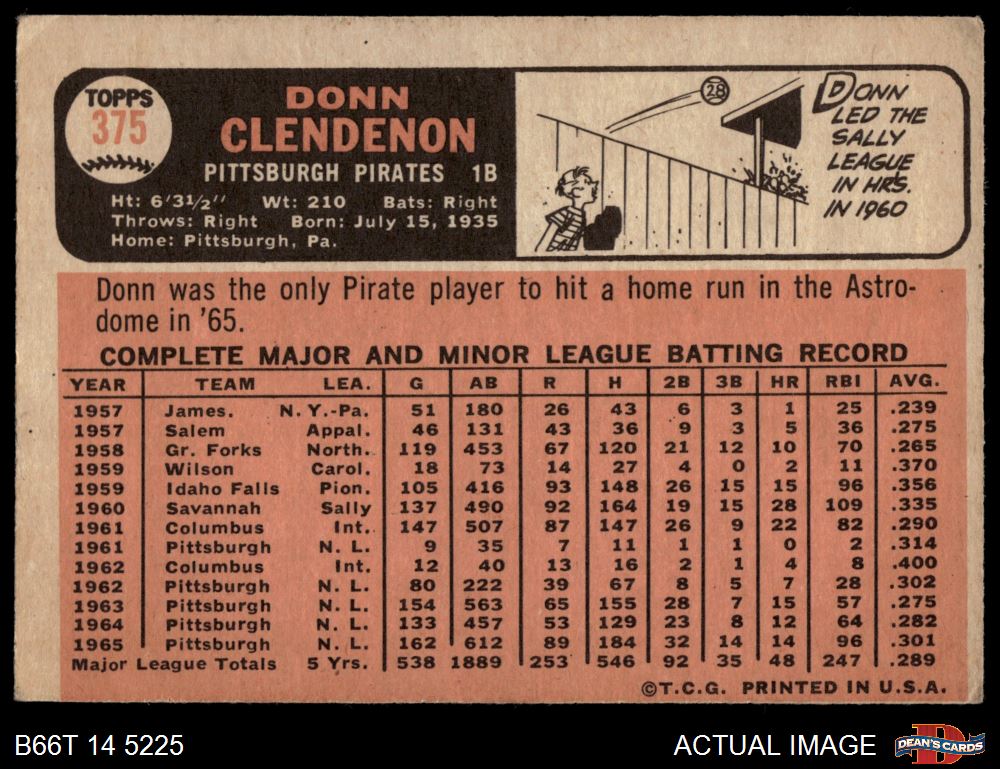 TOPPS
375
DONN
CLENDENON
PITTSBURGH PIRATES 1B
Ht: 6'3½" Wt: 210 Bats: Right
Throws: Right Born: July 15, 1935
Home: Pittsburgh, Pa.
28
DONN
LED THE
SALLY
LEAGUE
IN HRS.
IN 1960
Donn was the only Pirate player to hit a home run in the Astro-
dome in '65.
COMPLETE MAJOR AND MINOR LEAGUE BATTING RECORD
YEAR TEAM LEA. G AB R H 2B 3B HR RBI AVG.
1957 James. N. Y.-Pa. 51 180 26 43 6 3 1 25 .239
1957 Salem Appal. 46 131 43 36 9 3 5 36 .275
1958 Gr. Forks North. 119 453 67 120 21 12 10 70 .265
1959 Wilson Carol. 18 73 14 27 4 0 2 11 .370
1959 Idaho Falls Pion. 105 416 93 148 26 15 15 96 .356
1960 Savannah Sally 137 490 92 164 19 15 28 109 .335
1961 Columbus Int. 147 507 87 147 26 9 22 82 .290
1961 Pittsburgh N. L. 9 35 7 11 1 1 0 2 .314
1962 Columbus Int. 12 40 13 16 2 1 4 8 .400
1962 Pittsburgh N. L. 80 222 39 67 8 5 7 28 .302
1963 Pittsburgh N. L. 154 563 65 155 28 7 15 57 .275
1964 Pittsburgh N. L. 133 457 53 129 23 8 12 64 .282
1965 Pittsburgh N. L. 162 612 89 184 32 14 14 96 .301
Major League Totals 5 Yrs. 538 1889 253 546 92 35 48 247 .289
©T.C.G. PRINTED IN U.S.A.
B66T 14 5225
ACTUAL IMAGE
D
DEAN'S CARDS